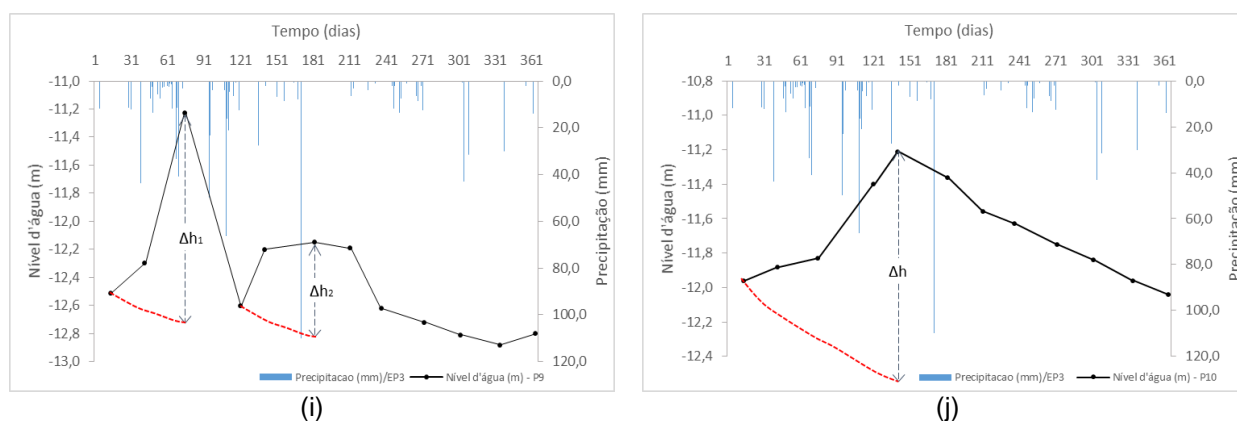 Tempo (dias)
1 31 61 91 121 151 181 211 241 271 301 331 361
-11,0
-11,2
-11,4
-11,6
-11,8
-12,0
-12,2
-12,4
-12,6
-12,8
-13,0
Nível d'água (m)
0,0
20,0
40,0
60,0
80,0
100,0
120,0
Precipitação (mm)
Δh1
Δh2
Precipitacao (mm)/EP3 Nível d'água (m) - P9
(i)
Tempo (dias)
1 31 61 91 121 151 181 211 241 271 301 331 361
-10,8
-11,0
-11,2
-11,4
-11,6
-11,8
-12,0
-12,2
-12,4
Nível d'água (m)
0,0
20,0
40,0
60,0
80,0
100,0
120,0
Precipitação (mm)
Δh
Precipitacao (mm)/EP3 Nível d'água (m) - P10
(j)